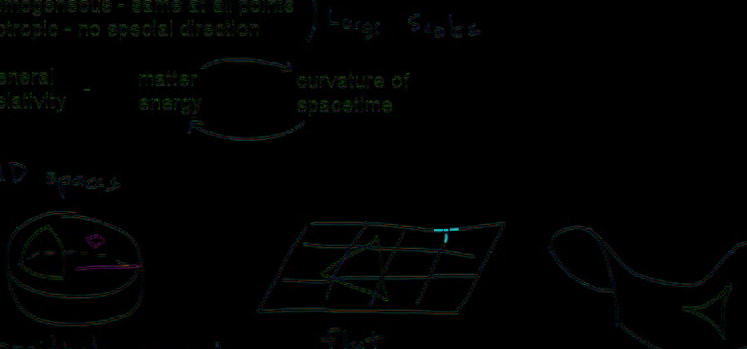 omogeneous - same at all points
otropic - no special direction
Large Scales
eneral matter curvature of
elativity - energy spacetime
D spaces
Flat